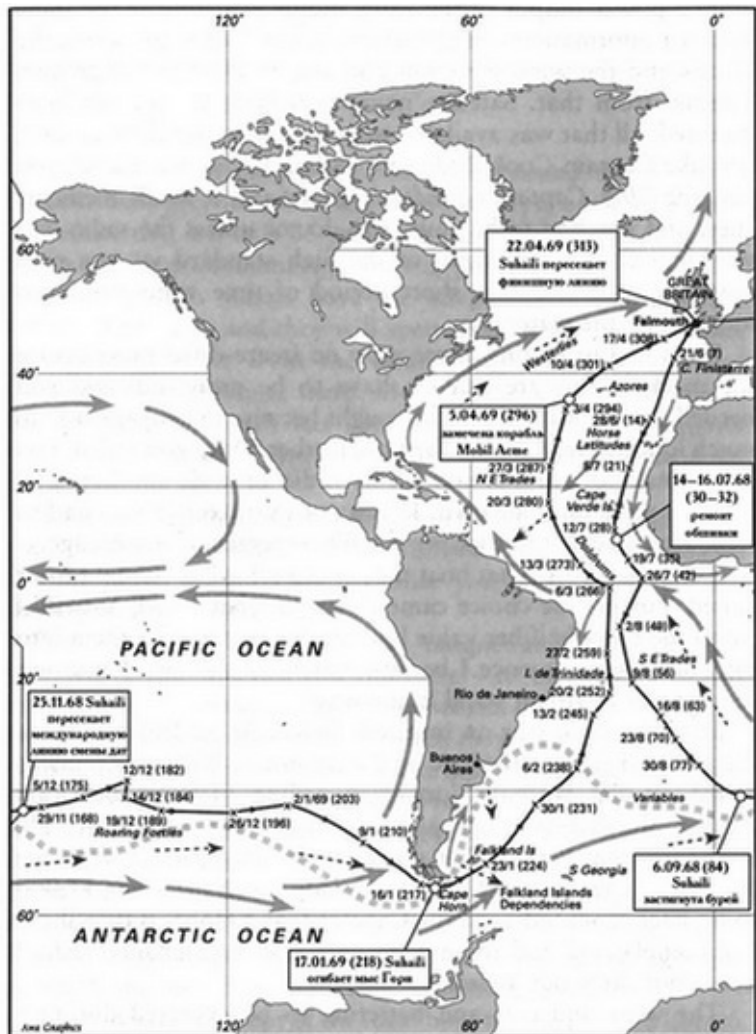 120°
60°
0°
60°
22.04.69 (313)
Suhaili пересекает
финишную линию
GREAT
BRITAIN
Falmouth
17/4 (308)
21/6 (7)
Westerlies
10/4 (301)
C. Finisterre
40°
Azores
5.04.69 (296)
замечена корабль
Mobil Acme
3/4 (294)
28/6/ (14)
Horse
Latitudes
5/7 (21)
27/3 (287)
N E Trades
14–16.07.68
(30–32)
ремонт
обшивки
20°
20/3 (280)
Cape
Verde Is.
12/7 (28)
Doldrums
19/7 (35)
13/3 (273)
26/7 (42)
0°
6/3 (266)
2/8 (49)
PACIFIC OCEAN
27/2 (259)
S E Trades
20°
I. de Trinidade
9/8 (56)
25.11.68 Suhaili
пересекает
международную
линию смены дат
Rio de Janeiro
20/2 (252)
13/2 (245)
16/8 (63)
23/8 (70)
12/12 (182)
Buenos
Aires
6/2 (238)
30/8 (77)
5/12 (175)
14/12 (184)
2/1/69 (203)
Variables
29/11 (168)
19/12 (189)
26/12 (196)
30/1 (231)
Roaring Forties
9/1 (210)
Falkland Is
23/1 (224)
S Georgia
6.09.68 (84)
Suhaili
застигнута бурей
16/1 (217)
Cape
Horn
Falkland Islands
Dependencies
60°
ANTARCTIC OCEAN
17.01.69 (218) Suhaili
огибает мыс Горн
120°
60°
0°